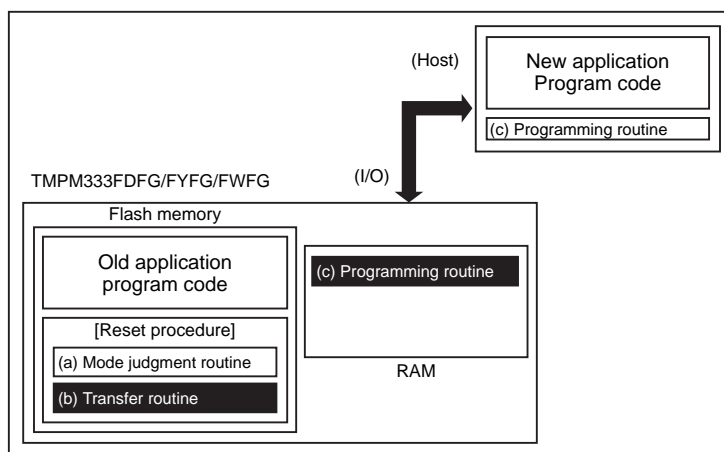 (Host)
New application
Program code
(c) Programming routine
(I/O)
TMPM333FDFG/FYFG/FWFG
Flash memory
Old application
program code
[Reset procedure]
(a) Mode judgment routine
(b) Transfer routine
(c) Programming routine
RAM